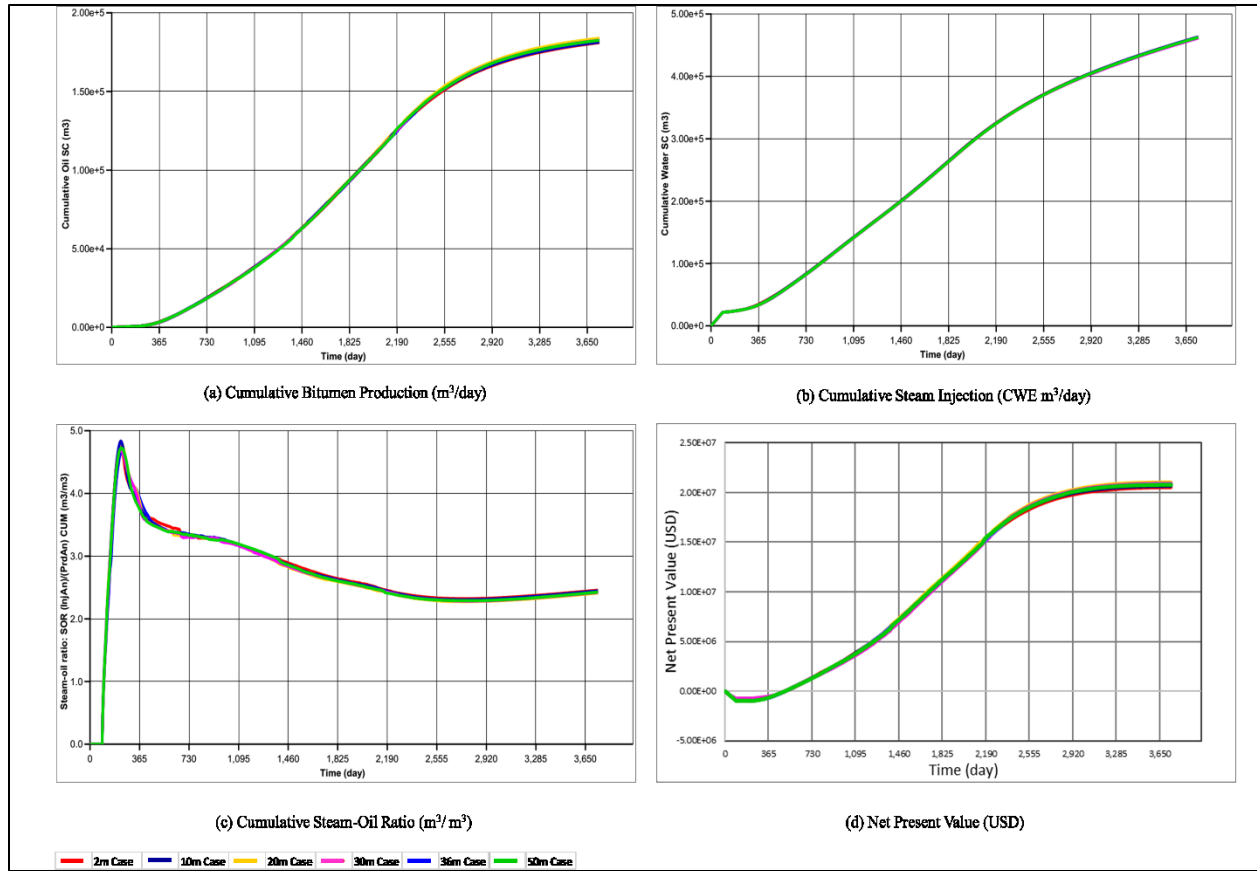 2.00e+5
1.50e+5
1.00e+5
5.00e+4
0.00e+0
Cumulative Oil SC (m3)
0 365 730 1,095 1,460 1,825 2,190 2,555 2,920 3,285 3,650
Time (day)
(a) Cumulative Bitumen Production (m³/day)
5.00e+5
4.00e+5
3.00e+5
2.00e+5
1.00e+5
0.00e+0
Cumulative Water SC (m3)
0 365 730 1,095 1,460 1,825 2,190 2,555 2,920 3,285 3,650
Time (day)
(b) Cumulative Steam Injection (CWE m³/day)
5.0
4.0
3.0
2.0
1.0
0.0
Steam-oil ratio: SOR (InjAn)/(PrdAn) CUM (m3/m3)
0 365 730 1,095 1,460 1,825 2,190 2,555 2,920 3,285 3,650
Time (day)
(c) Cumulative Steam-Oil Ratio (m³/ m³)
2.50E+07
2.00E+07
1.50E+07
1.00E+07
5.00E+06
0.00E+00
-5.00E+06
Net Present Value (USD)
0 365 730 1,095 1,460 1,825 2,190 2,555 2,920 3,285 3,650
Time (day)
(d) Net Present Value (USD)
2m Case 10m Case 20m Case 30m Case 36m Case 50m Case